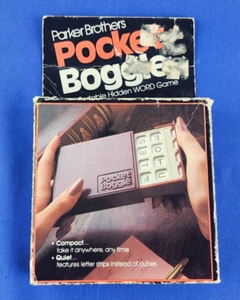 Parker Brothers
Pocket
Boggle
Hidden WORD Game
Pocket
Boggle
• Compact
take it anywhere, any time.
• Quiet
features letter strips instead of cubes.